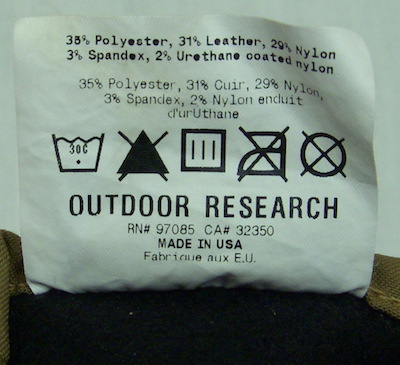 35% Polyester, 31% Leather, 29% Nylon
3% Spandex, 2% Urethane coated nylon
35% Polyester, 31% Cuir, 29% Nylon,
3% Spandex, 2% Nylon enduit
d'urUthane
30C
OUTDOOR RESEARCH
RN# 97085 CA# 32350
MADE IN USA
Fabrique aux E.U.